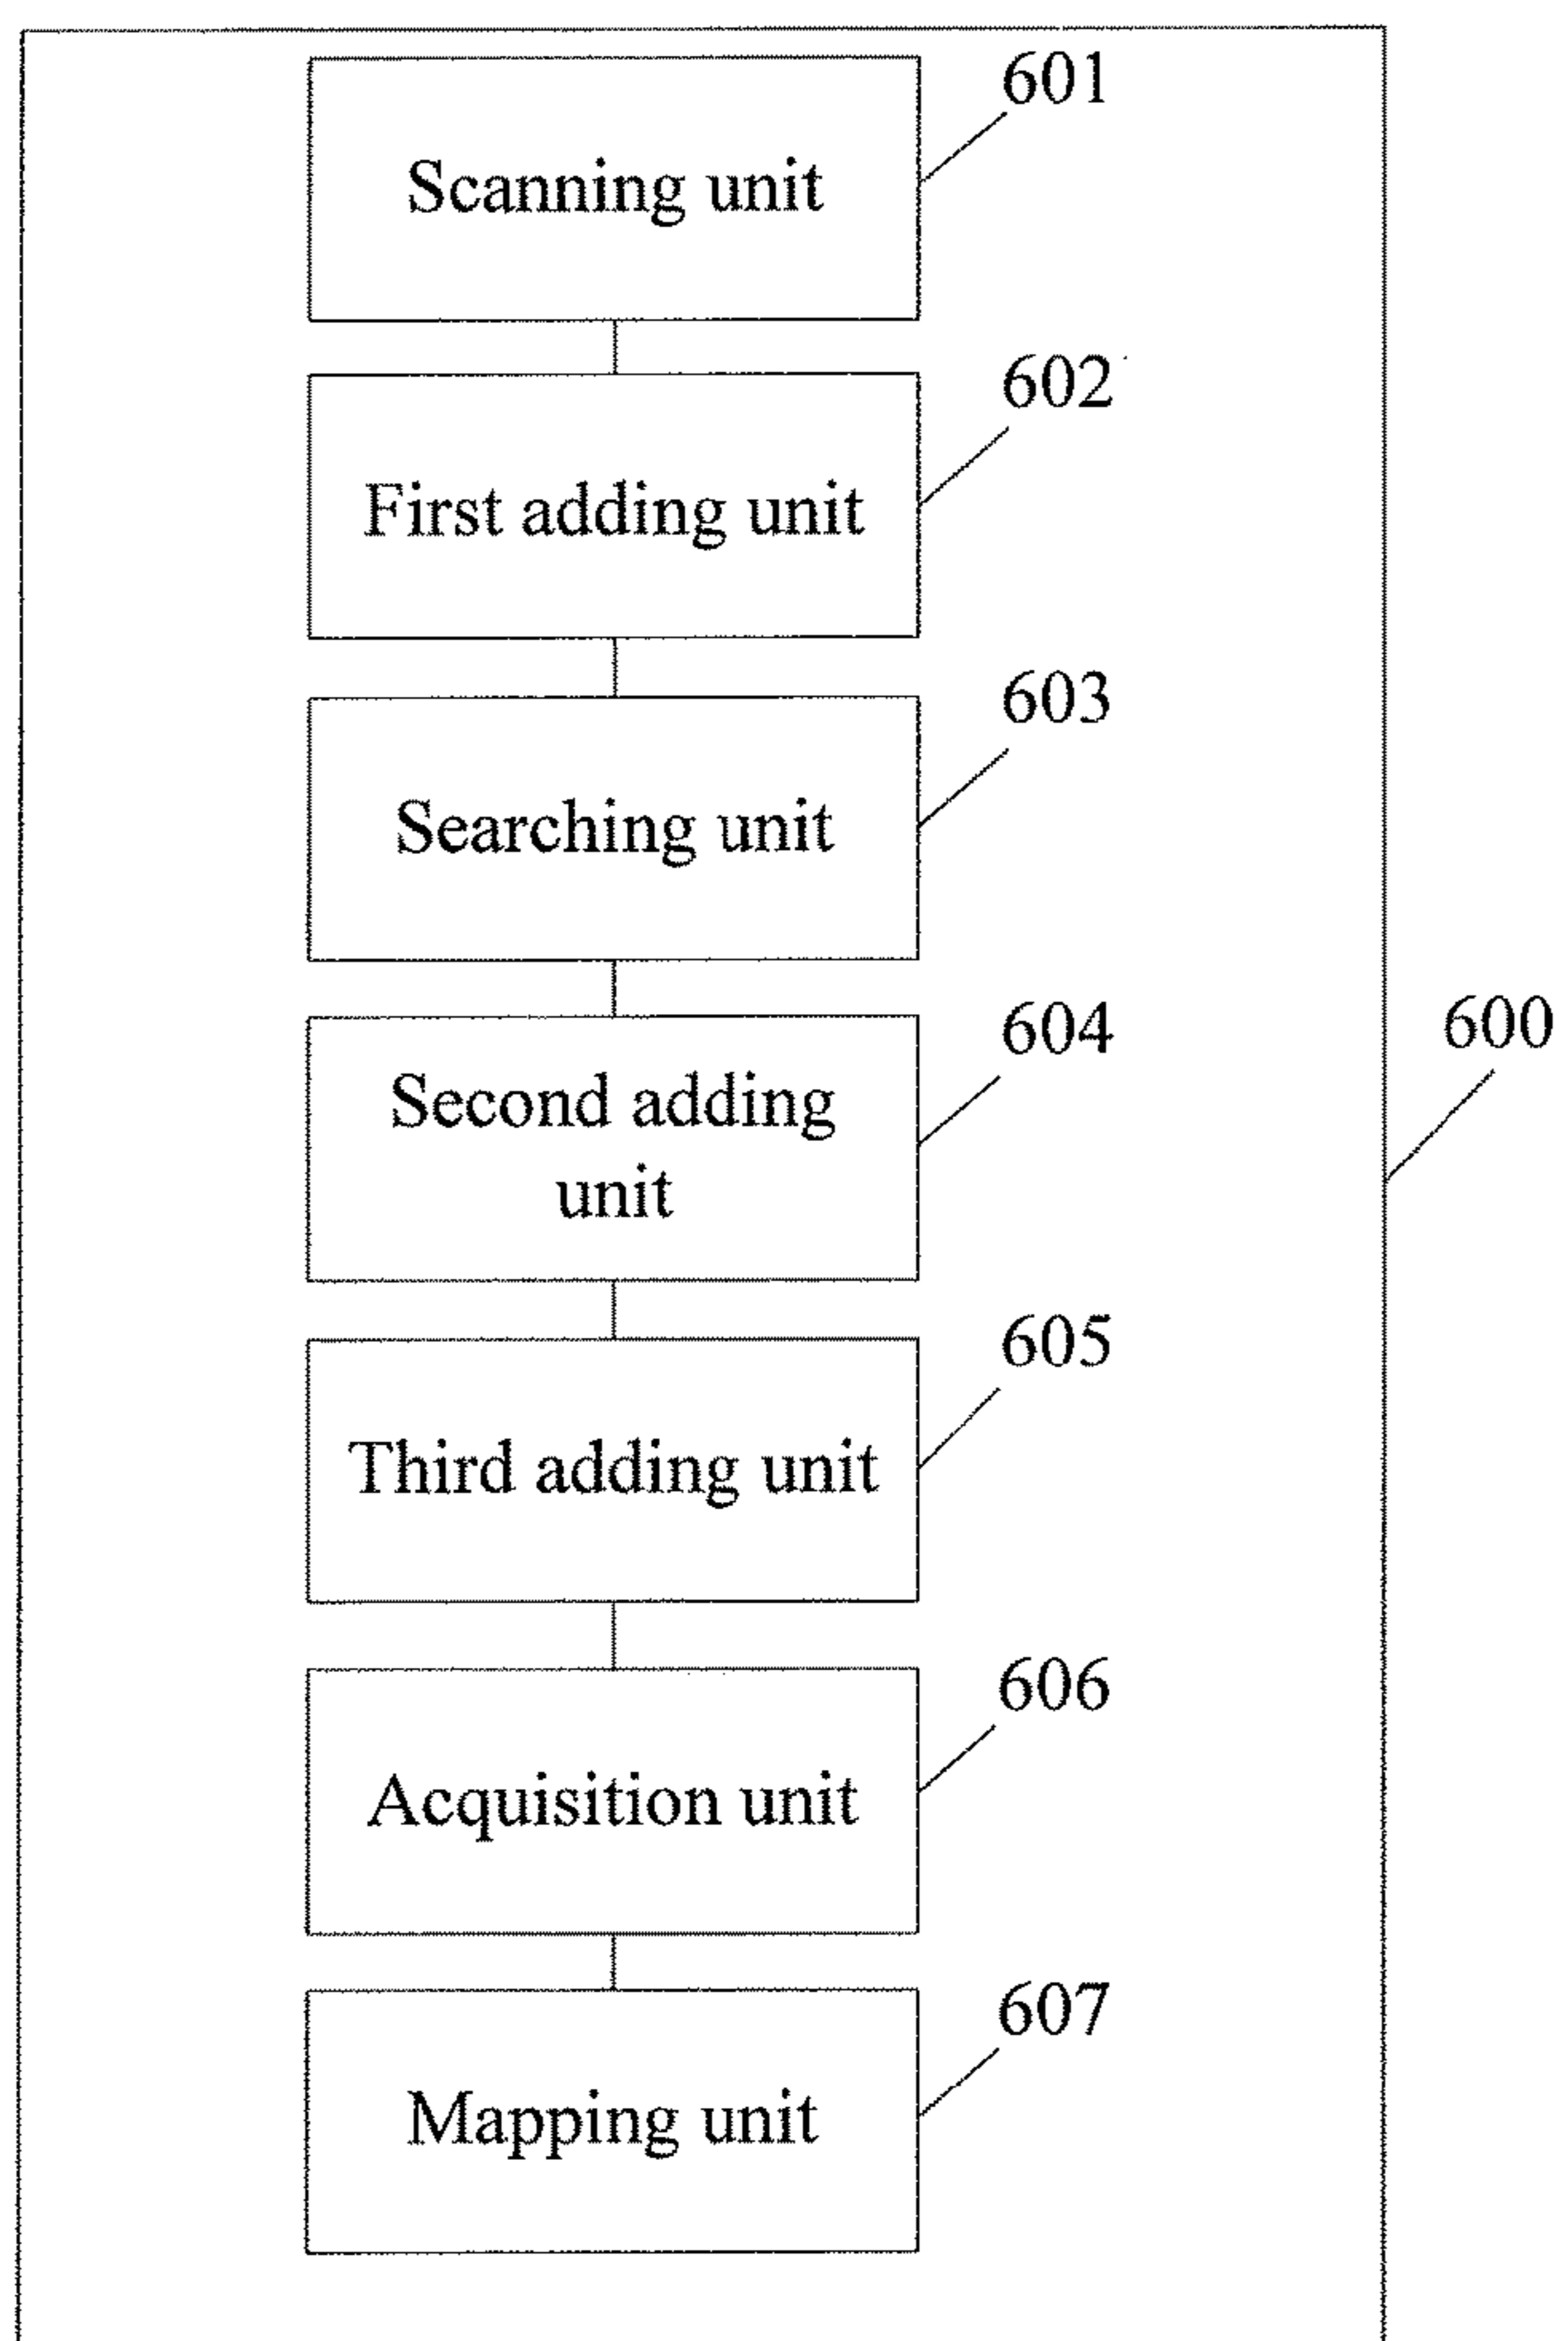 601
Scanning unit
602
First adding unit
603
Searching unit
604
600
Second adding
unit
605
Third adding unit
606
Acquisition unit
607
Mapping unit